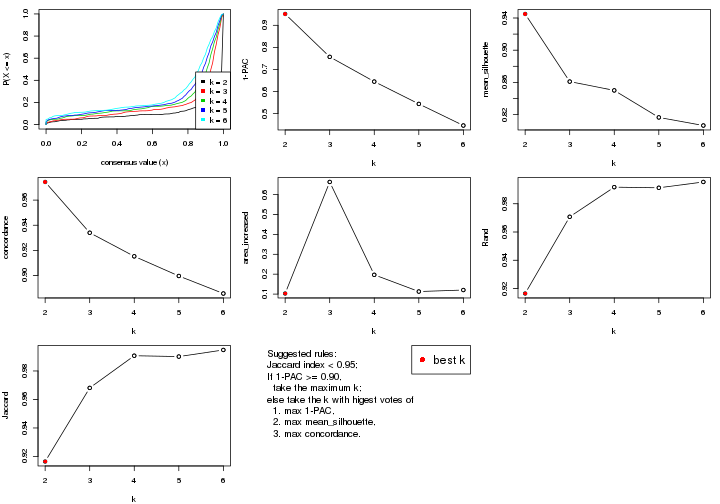 P(X <= x)
1.0
0.8
0.6
0.4
0.2
0.0
k = 2
k = 3
k = 4
k = 5
k = 6
0.0 0.2 0.4 0.6 0.8 1.0
consensus value (x)
1-PAC
0.9
0.8
0.7
0.6
0.5
2 3 4 5 6
k
mean_silhouette
0.94
0.90
0.86
0.82
2 3 4 5 6
k
concordance
0.96
0.94
0.92
0.90
2 3 4 5 6
k
area_increased
0.6
0.5
0.4
0.3
0.2
0.1
2 3 4 5 6
k
Rand
0.98
0.96
0.94
0.92
2 3 4 5 6
k
Jaccard
0.98
0.96
0.94
0.92
2 3 4 5 6
k
Suggested rules:
Jaccard index < 0.95;
If 1-PAC >= 0.90,
take the maximum k;
else take the k with higest votes of
1. max 1-PAC,
2. max mean_silhouette,
3. max concordance.
best k